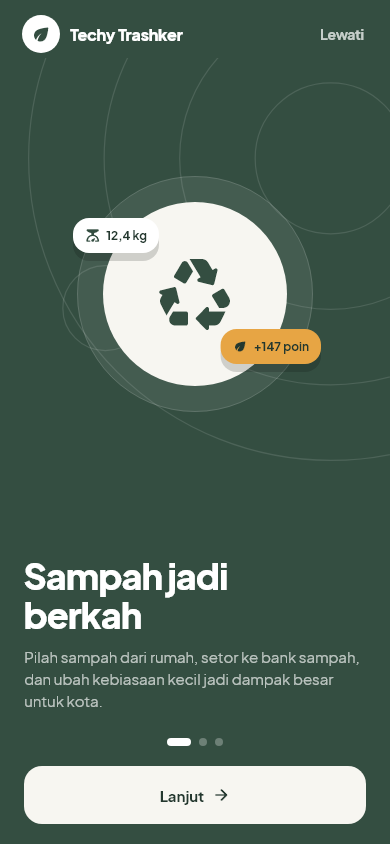 Techy Trashker
Lewati
12,4 kg
+147 poin
Sampah jadi
berkah
Pilah sampah dari rumah, setor ke bank sampah,
dan ubah kebiasaan kecil jadi dampak besar
untuk kota.
Lanjut